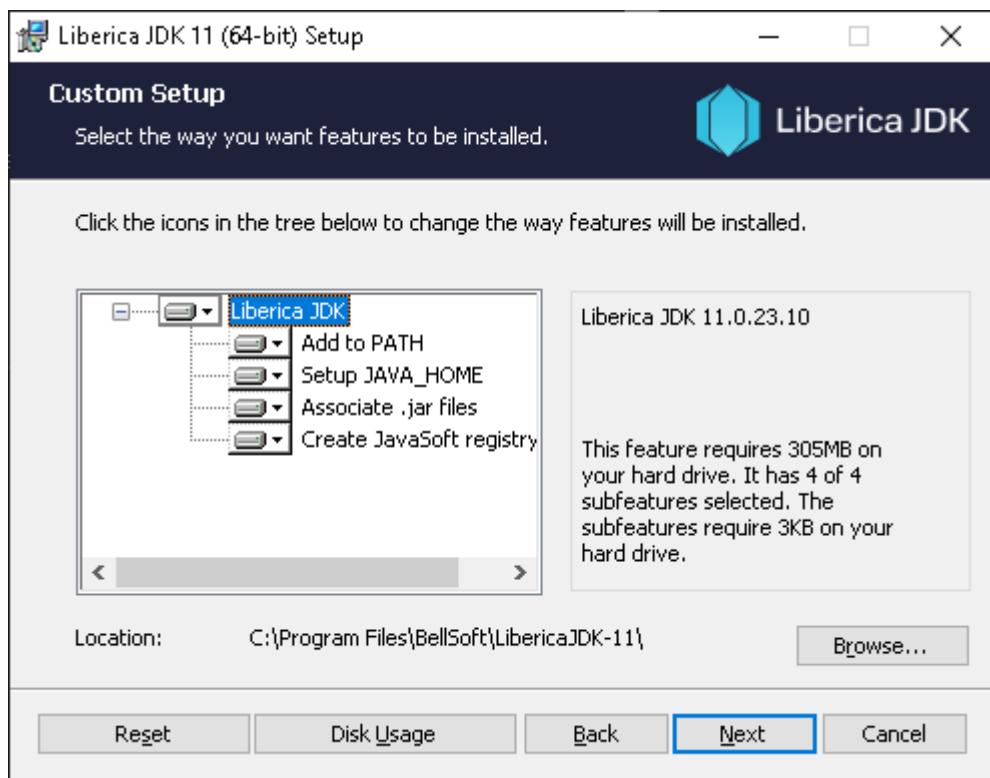 Liberica JDK 11 (64-bit) Setup
Custom Setup
Select the way you want features to be installed.
Liberica JDK
Click the icons in the tree below to change the way features will be installed.
Liberica JDK
Add to PATH
Setup JAVA_HOME
Associate .jar files
Create JavaSoft registry
Liberica JDK 11.0.23.10
This feature requires 305MB on
your hard drive. It has 4 of 4
subfeatures selected. The
subfeatures require 3KB on your
hard drive.
Location: C:\Program Files\BellSoft\LibericaJDK-11\
Browse...
Reset Disk Usage Back Next Cancel